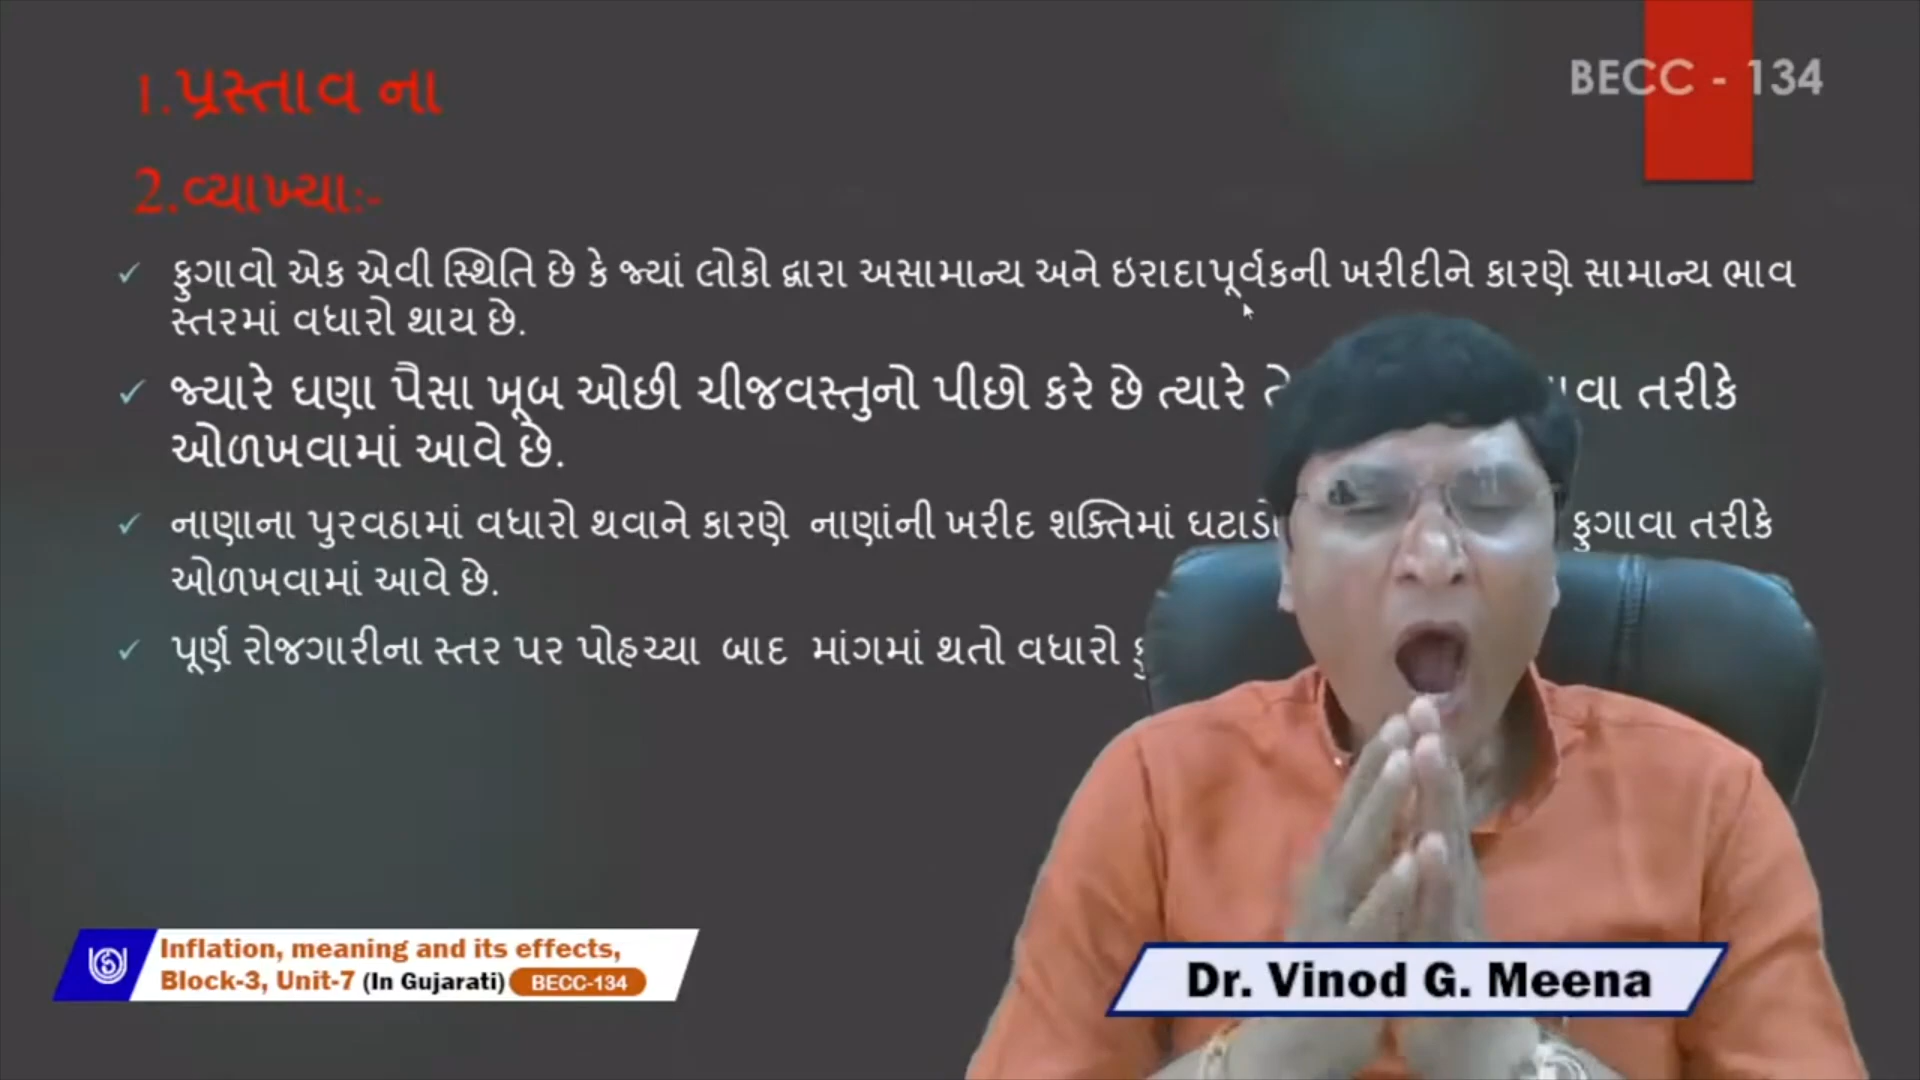 BECC - 134
1.પ્રસ્તાવ ના
2.વ્યાખ્યા:-
✓ ફુગાવો એક એવી સ્થિતિ છે કે જ્યાં લોકો દ્વારા અસામાન્ય અને ઇરાદાપૂર્વકની ખરીદીને કારણે સામાન્ય ભાવ
સ્તરમાં વધારો થાય છે.
✓ જ્યારે ઘણા પૈસા ખૂબ ઓછી ચીજવસ્તુનો પીછો કરે છે ત્યારે તરીકે
ઓળખવામાં આવે છે.
✓ નાણાના પુરવઠામાં વધારો થવાને કારણે નાણાંની ખરીદ શક્તિમાં ઘટાડો ફુગાવા તરીકે
ઓળખવામાં આવે છે.
✓ પૂર્ણ રોજગારીના સ્તર પર પોહચ્યા બાદ માંગમાં થતો વધારો
Inflation, meaning and its effects,
Block-3, Unit-7 (In Gujarati) BECC-134
Dr. Vinod G. Meena